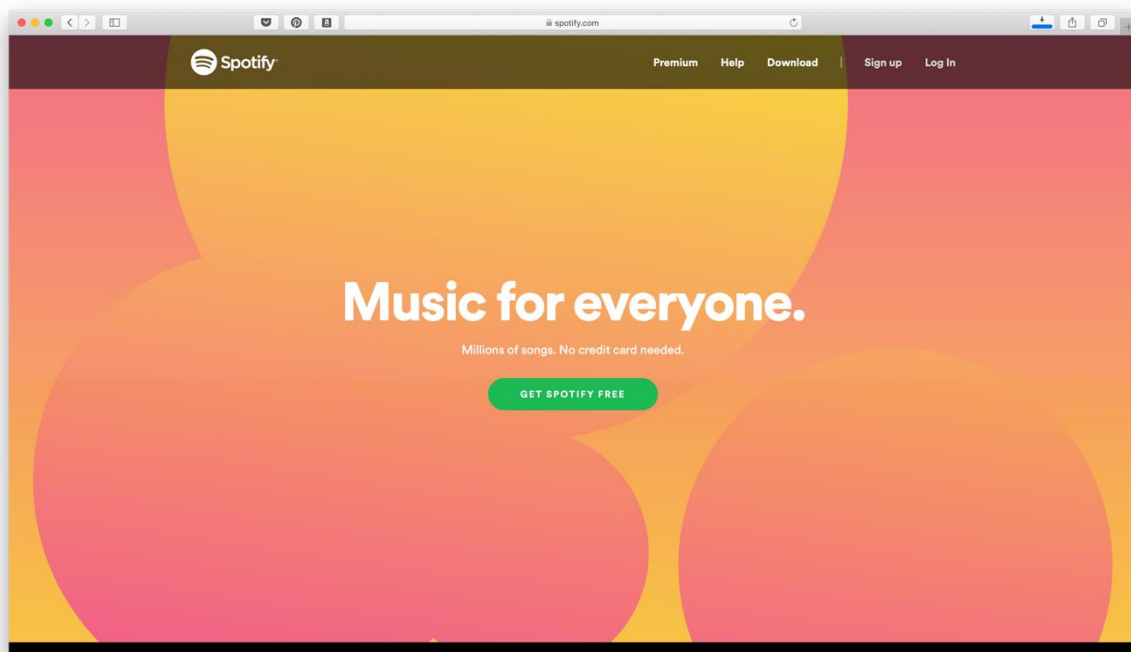 spotify.com
Spotify
Premium Help Download | Sign up Log In
Music for everyone.
Millions of songs. No credit card needed.
GET SPOTIFY FREE